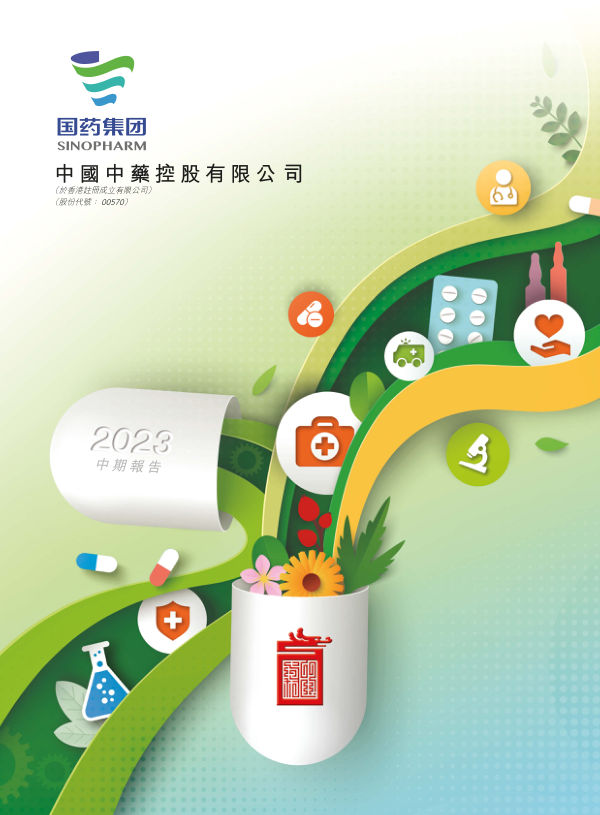 国药集团
SINOPHARM
中國中藥控股有限公司
(於香港註冊成立有限公司)
(股份代號：00570)
2023
中期報告